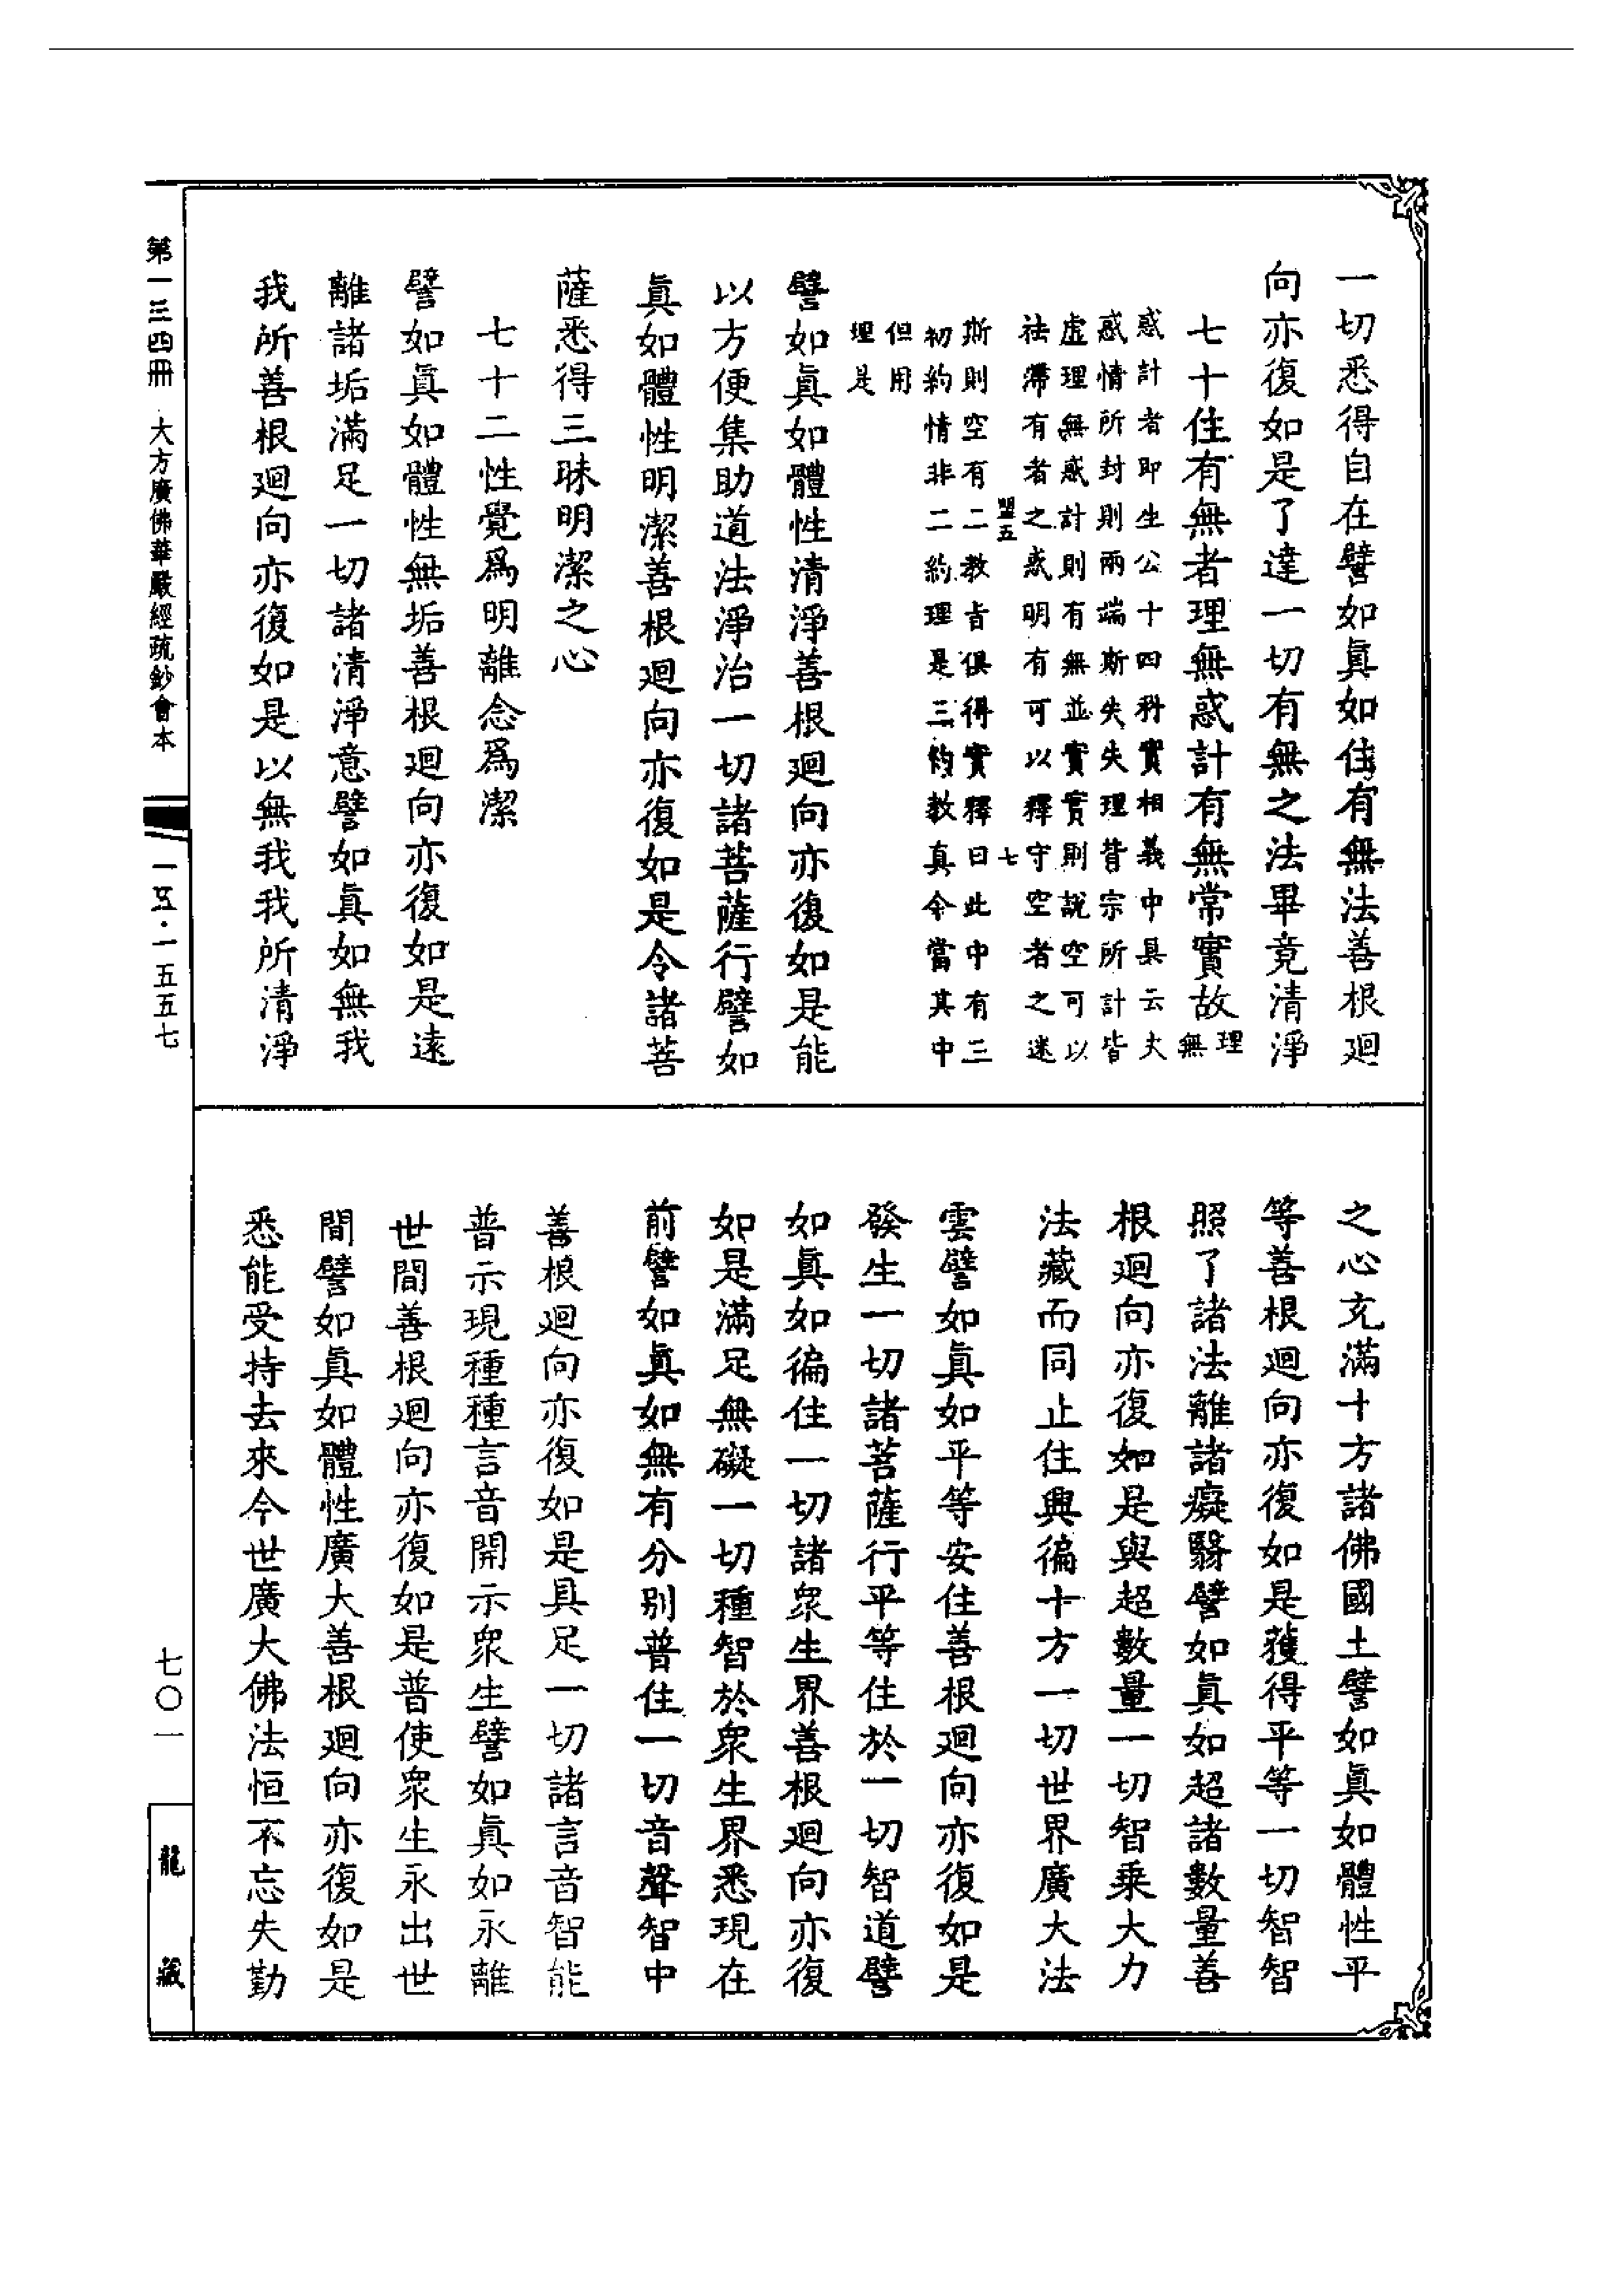 一切悉得自在譬如眞如住有無法善根廻
向亦復如是了達一切有無之法畢竟清淨
七十住有無者理無惑計有無常實故理無
惑計者即生公十四科實相義中具云夫
惑情所封則兩端斯失失理背宗所計皆
虛理無惑計則有無並實實則說空可以
祛滯有者之惑明有可以釋守空者之迷
盟五
七
斯則空有二教旨俱得實釋曰此中有三
初約情非二約理是三約教真今當其中
但用
理是
譬如眞如體性清淨善根廻向亦復如是能
以方便集助道法淨治一切諸菩薩行譬如
眞如體性明潔善根廻向亦復如是令諸菩
薩悉得三昧明潔之心
七十二性覺爲明離念爲潔
譬如眞如體性無垢善根廻向亦復如是遠
離諸垢滿足一切諸清淨意譬如眞如無我
我所善根廻向亦復如是以無我我所清淨
之心充滿十方諸佛國土譬如眞如體性平
等善根廻向亦復如是獲得平等一切智智
照了諸法離諸癡翳譬如眞如超諸數量善
根廻向亦復如是與超數量一切智乘大力
法藏而同止住興徧十方一切世界廣大法
雲譬如眞如平等安住善根廻向亦復如是
發生一切諸菩薩行平等住於一切智道譬
如眞如徧住一切諸衆生界善根廻向亦復
如是滿足無礙一切種智於衆生界悉現在
前譬如眞如無有分别普住一切音聲智中
善根廻向亦復如是具足一切諸言音智能
普示現種種言音開示衆生譬如眞如永離
世間善根廻向亦復如是普使衆生永出世
間譬如眞如體性廣大善根廻向亦復如是
悉能受持去來今世廣大佛法恒不忘失勤
第一三四冊 大方廣佛華嚴經疏鈔會本
一五·一五五七
七〇一
龍藏